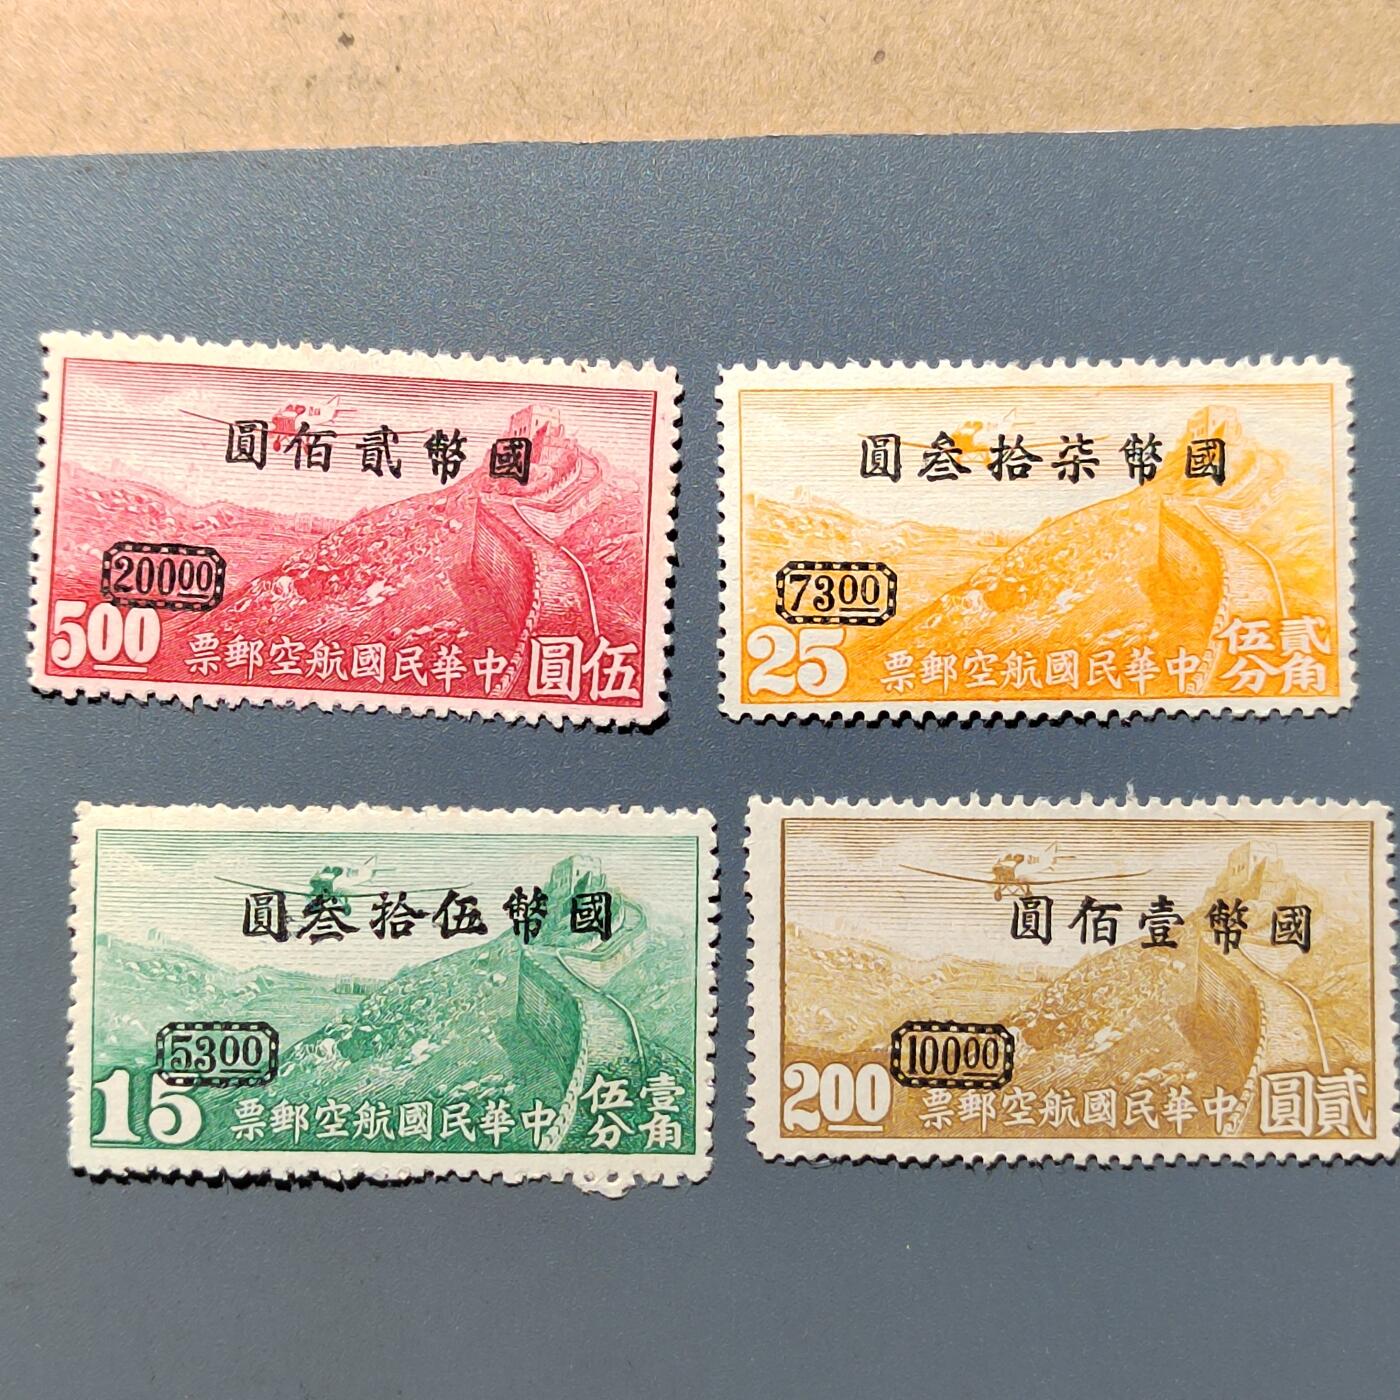 國幣貳佰圓
20000
500
中華民國航空郵票
伍圓
國幣柒拾叁圓
7300
25
中華民國航空郵票
貳角
伍分
國幣伍拾叁圓
5300
15
中華民國航空郵票
壹角
伍分
國幣壹佰圓
10000
200
中華民國航空郵票
貳圓